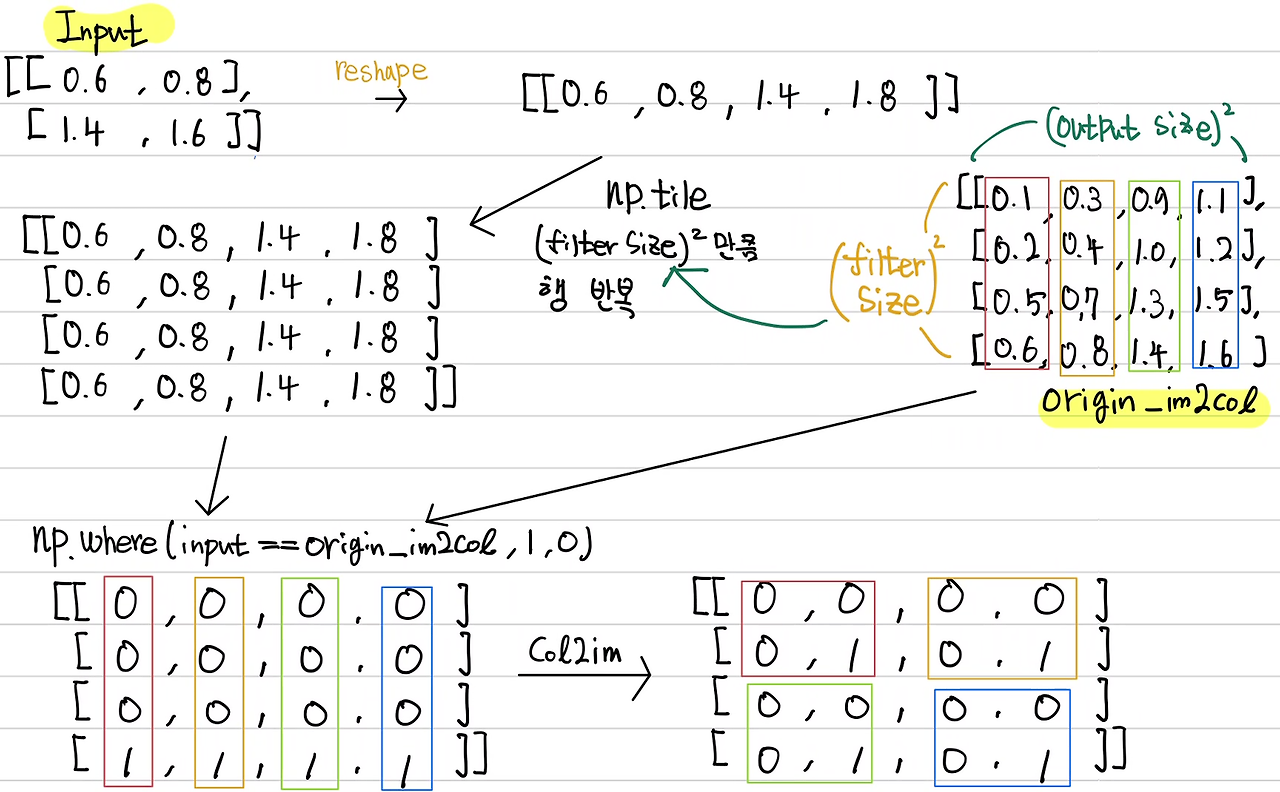 Input
[[ 0.6 , 0.8 ],
[ 1.4 , 1.6 ]]
reshape
→
[[0.6 , 0.8 , 1.4 , 1.8 ]]
(output size)²
np.tile
(filter size)² 만큼
행 반복
[[0.6 , 0.8 , 1.4 , 1.8 ]
[0.6 , 0.8 , 1.4 , 1.8 ]
[0.6 , 0.8 , 1.4 , 1.8 ]
[0.6 , 0.8 , 1.4 , 1.8 ]]
(filter
size)²
[[0.1, 0.3, 0.9, 1.1],
[0.2, 0.4, 1.0, 1.2],
[0.5, 0.7, 1.3, 1.5],
[0.6, 0.8, 1.4, 1.6 ]
origin_im2col
np.where(input == origin_im2col, 1, 0)
[[ 0 , 0 , 0 . 0 ]
[ 0 , 0 , 0 . 0 ]
[ 0 , 0 , 0 . 0 ]
[ 1 , 1 , 1 . 1 ]]
Col2im
[[ 0 , 0 , 0 . 0 ]
[ 0 , 1 , 0 . 1 ]
[ 0 , 0 , 0 . 0 ]
[ 0 , 1 , 0 . 1 ]]